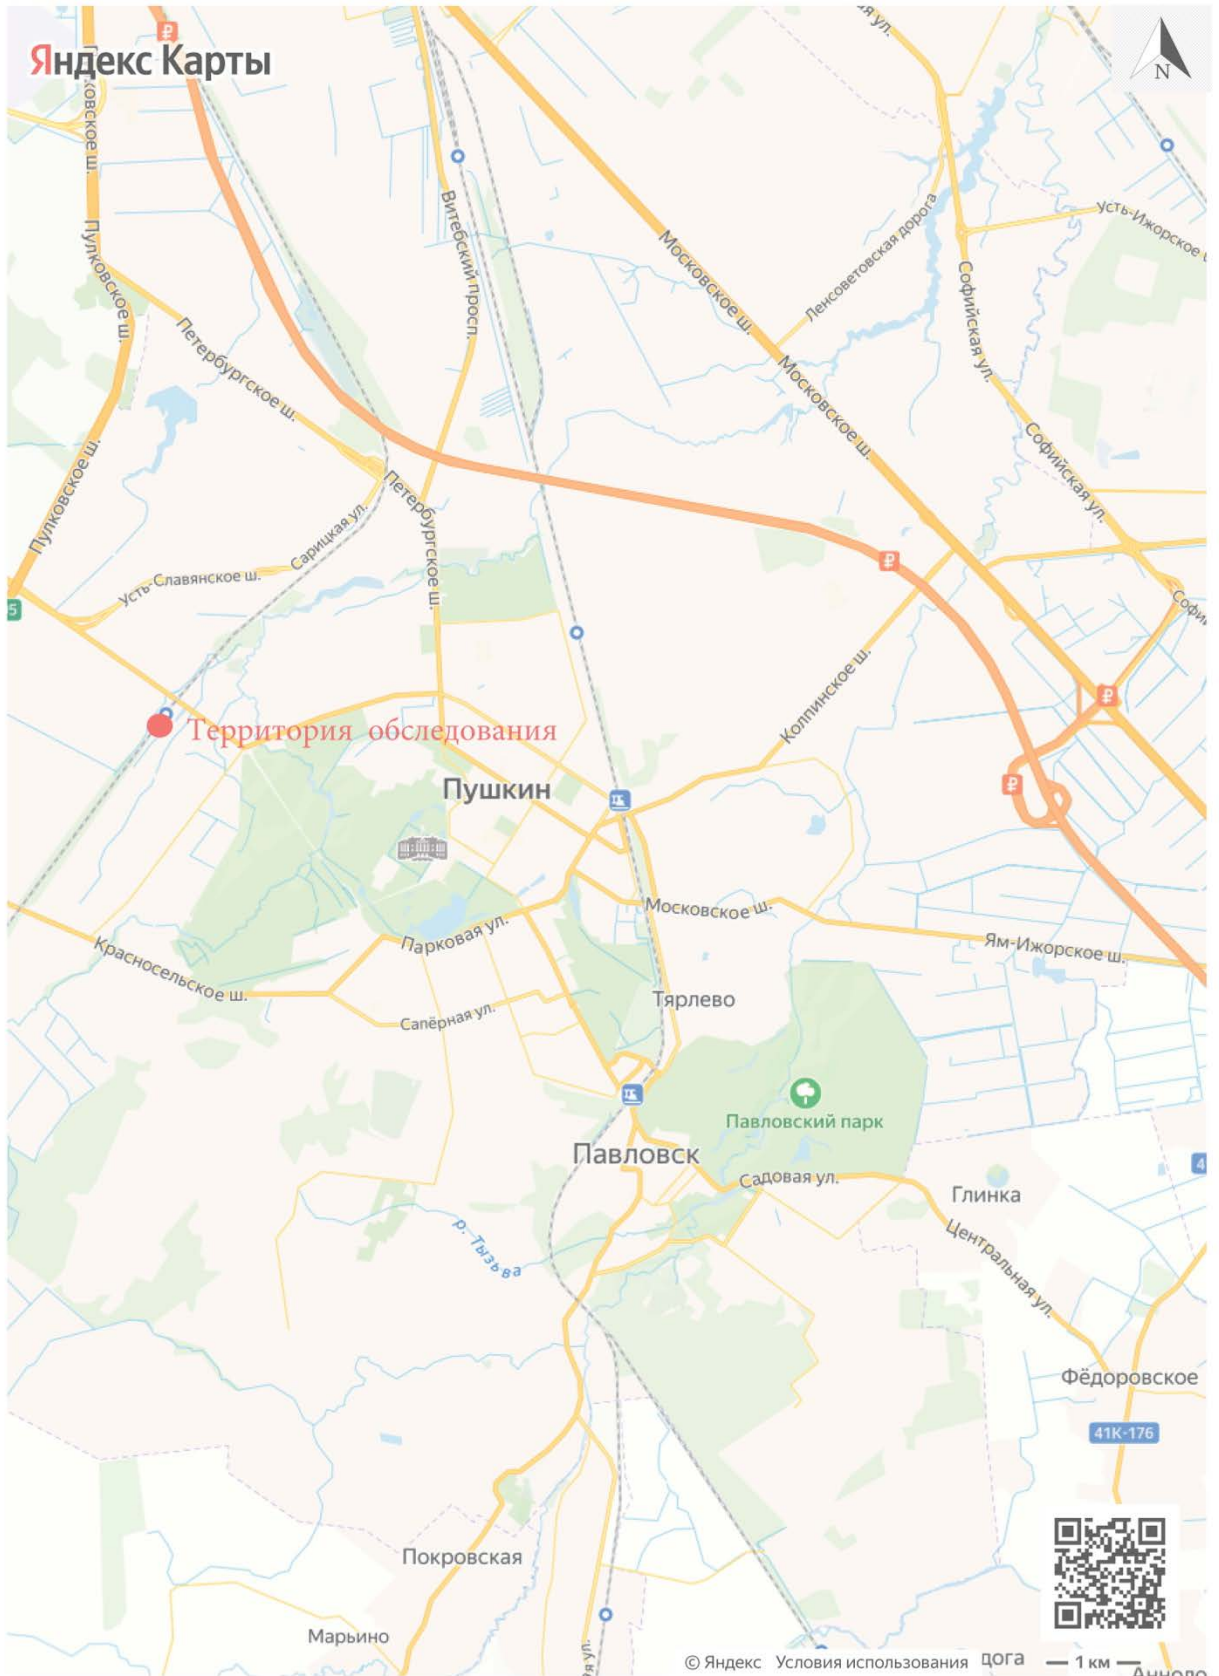 Яндекс Карты
N
Пулковское ш.
Витебский просп.
Московское ш.
Ленсоветовская дорога
Усть-Ижорское
Софийская ул.
Петербургское ш.
Московское ш.
Пулковское ш.
Софийская ул.
Петербургское ш.
Сарицкая ул.
Усть-Славянское ш.
Колпинское ш.
Территория обследования
Пушкин
Московское ш.
Парковая ул.
Ям-Ижорское ш.
Красносельское ш.
Тярлево
Сапёрная ул.
Павловский парк
Павловск
Садовая ул.
Глинка
р. Тызьва
Центральная ул.
Фёдоровское
41К-176
Покровская
Марьино
© Яндекс Условия использования
1 км